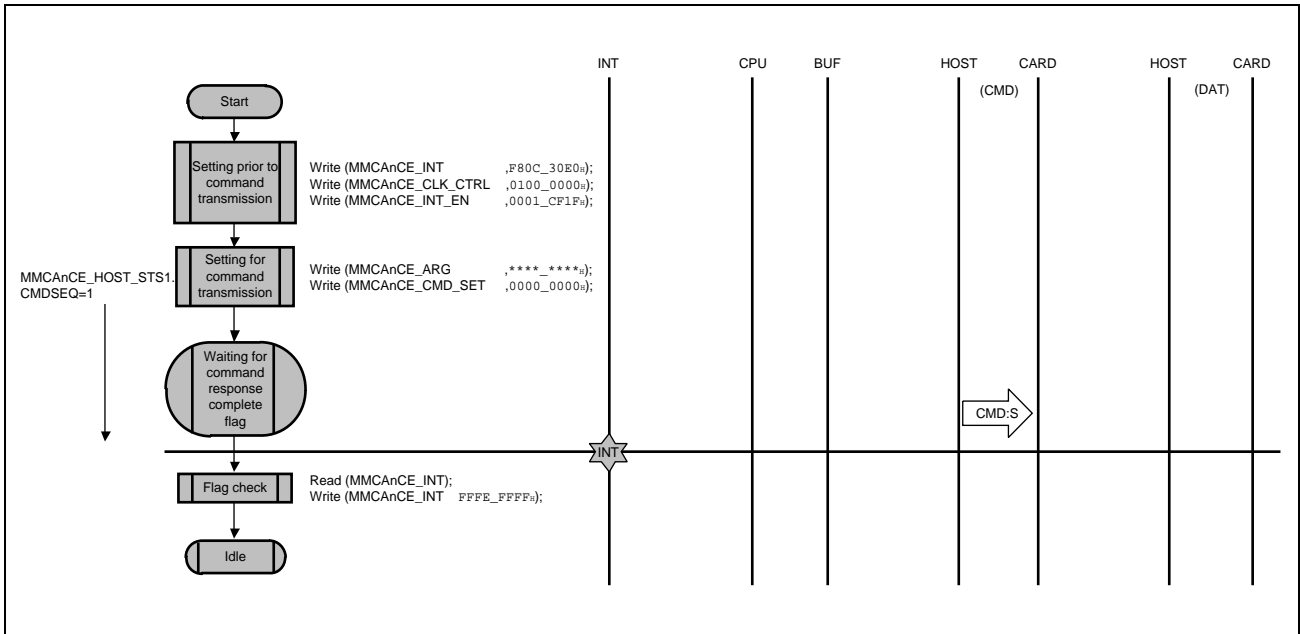 INT CPU BUF HOST CARD HOST CARD
(CMD) (DAT)
Start
Setting prior to
command
transmission
Write (MMCAnCE_INT ,F80C_30E0H);
Write (MMCAnCE_CLK_CTRL ,0100_0000H);
Write (MMCAnCE_INT_EN ,0001_CF1FH);
MMCAnCE_HOST_STS1.
CMDSEQ=1
Setting for
command
transmission
Write (MMCAnCE_ARG ,****_****H);
Write (MMCAnCE_CMD_SET ,0000_0000H);
Waiting for
command
response
complete
flag
CMD:S
INT
Flag check
Read (MMCAnCE_INT);
Write (MMCAnCE_INT FFFE_FFFFH);
Idle